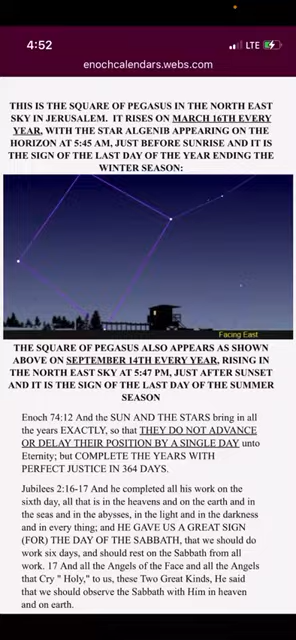 4:52
LTE
enochcalendars.webs.com
THIS IS THE SQUARE OF PEGASUS IN THE NORTH EAST
SKY IN JERUSALEM. IT RISES ON MARCH 16TH EVERY
YEAR, WITH THE STAR ALGENIB APPEARING ON THE
HORIZON AT 5:45 AM, JUST BEFORE SUNRISE AND IT IS
THE SIGN OF THE LAST DAY OF THE YEAR ENDING THE
WINTER SEASON:
Facing East
THE SQUARE OF PEGASUS ALSO APPEARS AS SHOWN
ABOVE ON SEPTEMBER 14TH EVERY YEAR, RISING IN
THE NORTH EAST SKY AT 5:47 PM, JUST AFTER SUNSET
AND IT IS THE SIGN OF THE LAST DAY OF THE SUMMER
SEASON
Enoch 74:12 And the SUN AND THE STARS bring in all
the years EXACTLY, so that THEY DO NOT ADVANCE
OR DELAY THEIR POSITION BY A SINGLE DAY unto
Eternity; but COMPLETE THE YEARS WITH
PERFECT JUSTICE IN 364 DAYS.
Jubilees 2:16-17 And he completed all his work on the
sixth day, all that is in the heavens and on the earth and in
the seas and in the abysses, in the light and in the darkness
and in every thing; and HE GAVE US A GREAT SIGN
(FOR) THE DAY OF THE SABBATH, that we should do
work six days, and should rest on the Sabbath from all
work. 17 And all the Angels of the Face and all the Angels
that Cry " Holy," to us, these Two Great Kinds, He said
that we should observe the Sabbath with Him in heaven
and on earth.